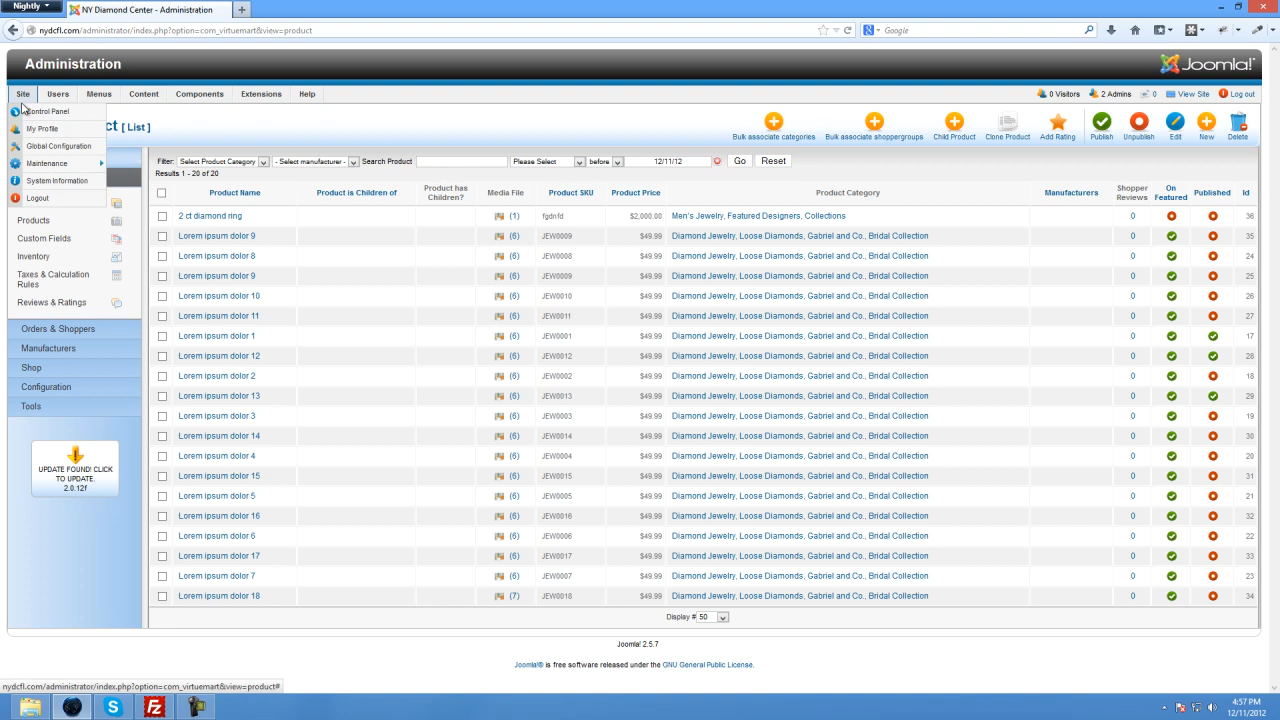 Nightly
NY Diamond Center - Administration
nydcfl.com/administrator/index.php?option=com_virtuemart&view=product
Google
Administration
Joomla!
Site Users Menus Content Components Extensions Help
0 Visitors 2 Admins 0 View Site Log out
Control Panel
My Profile
Global Configuration
Maintenance
System Information
Logout
[ List ]
Bulk associate categories Bulk associate shoppergroups Child Product Clone Product Add Rating Publish Unpublish Edit New Delete
Products
Custom Fields
Inventory
Taxes & Calculation
Rules
Reviews & Ratings
Orders & Shoppers
Manufacturers
Shop
Configuration
Tools
UPDATE FOUND! CLICK
TO UPDATE.
2.0.12f
Filter: Select Product Category - Select manufacturer - Search Product Please Select before 12/11/12 Go Reset
Results 1 - 20 of 20
Product Name Product is Children of Product has Children? Media File Product SKU Product Price Product Category Manufacturers Shopper Reviews On Featured Published Id
2 ct diamond ring (1) fgdnfd $2,000.00 Men's Jewelry, Featured Designers, Collections 0 36
Lorem ipsum dolor 9 (6) JEW0009 $49.99 Diamond Jewelry, Loose Diamonds, Gabriel and Co., Bridal Collection 0 35
Lorem ipsum dolor 8 (6) JEW0008 $49.99 Diamond Jewelry, Loose Diamonds, Gabriel and Co., Bridal Collection 0 24
Lorem ipsum dolor 9 (6) JEW0009 $49.99 Diamond Jewelry, Loose Diamonds, Gabriel and Co., Bridal Collection 0 25
Lorem ipsum dolor 10 (6) JEW0010 $49.99 Diamond Jewelry, Loose Diamonds, Gabriel and Co., Bridal Collection 0 26
Lorem ipsum dolor 11 (6) JEW0011 $49.99 Diamond Jewelry, Loose Diamonds, Gabriel and Co., Bridal Collection 0 27
Lorem ipsum dolor 1 (6) JEW0001 $49.99 Diamond Jewelry, Loose Diamonds, Gabriel and Co., Bridal Collection 0 17
Lorem ipsum dolor 12 (6) JEW0012 $49.99 Diamond Jewelry, Loose Diamonds, Gabriel and Co., Bridal Collection 0 28
Lorem ipsum dolor 2 (6) JEW0002 $49.99 Diamond Jewelry, Loose Diamonds, Gabriel and Co., Bridal Collection 0 18
Lorem ipsum dolor 13 (6) JEW0013 $49.99 Diamond Jewelry, Loose Diamonds, Gabriel and Co., Bridal Collection 0 29
Lorem ipsum dolor 3 (6) JEW0003 $49.99 Diamond Jewelry, Loose Diamonds, Gabriel and Co., Bridal Collection 0 19
Lorem ipsum dolor 14 (6) JEW0014 $49.99 Diamond Jewelry, Loose Diamonds, Gabriel and Co., Bridal Collection 0 30
Lorem ipsum dolor 4 (6) JEW0004 $49.99 Diamond Jewelry, Loose Diamonds, Gabriel and Co., Bridal Collection 0 20
Lorem ipsum dolor 15 (6) JEW0015 $49.99 Diamond Jewelry, Loose Diamonds, Gabriel and Co., Bridal Collection 0 31
Lorem ipsum dolor 5 (6) JEW0005 $49.99 Diamond Jewelry, Loose Diamonds, Gabriel and Co., Bridal Collection 0 21
Lorem ipsum dolor 16 (6) JEW0016 $49.99 Diamond Jewelry, Loose Diamonds, Gabriel and Co., Bridal Collection 0 32
Lorem ipsum dolor 6 (6) JEW0006 $49.99 Diamond Jewelry, Loose Diamonds, Gabriel and Co., Bridal Collection 0 22
Lorem ipsum dolor 17 (6) JEW0017 $49.99 Diamond Jewelry, Loose Diamonds, Gabriel and Co., Bridal Collection 0 33
Lorem ipsum dolor 7 (6) JEW0007 $49.99 Diamond Jewelry, Loose Diamonds, Gabriel and Co., Bridal Collection 0 23
Lorem ipsum dolor 18 (7) JEW0018 $49.99 Diamond Jewelry, Loose Diamonds, Gabriel and Co., Bridal Collection 0 34
Display # 50
Joomla! 2.5.7
Joomla!® is free software released under the GNU General Public License.
nydcfl.com/administrator/index.php?option=com_virtuemart&view=product#
4:57 PM
12/11/2012